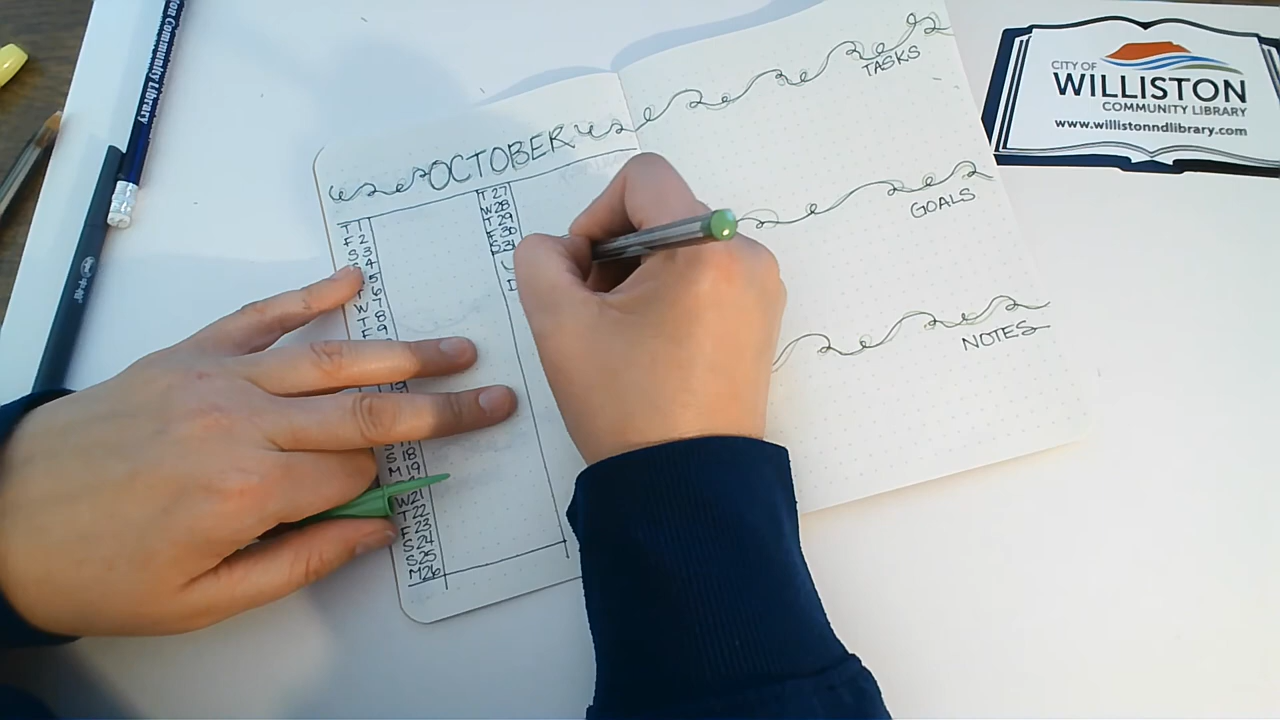 Community Library
CITY OF
WILLISTON
COMMUNITY LIBRARY
www.willistonndlibrary.com
OCTOBER
T 1
F 2
S 3
4
5
6
W 7
T 8
F 9
S 18
M 19
W 21
T 22
F 23
S 24
S 25
M 26
T 27
W 28
T 29
F 30
S 31
TASKS
GOALS
NOTES